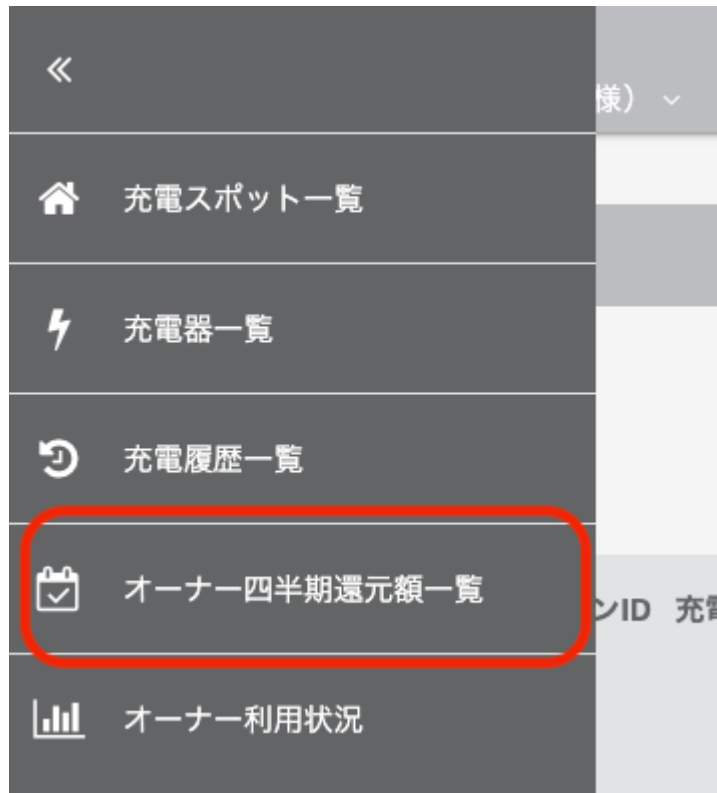 様）
充電スポット一覧
充電器一覧
充電履歴一覧
オーナー四半期還元額一覧
ンID 充電
オーナー利用状況